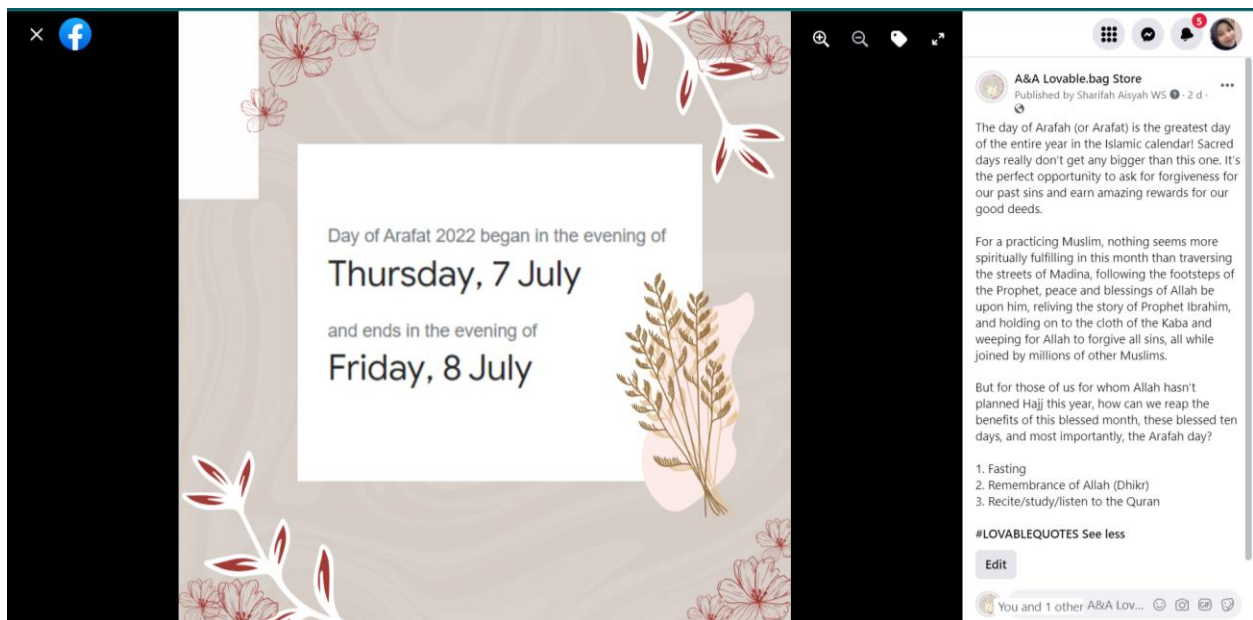 Day of Arafat 2022 began in the evening of
Thursday, 7 July
and ends in the evening of
Friday, 8 July
5
A&A Lovable.bag Store
Published by Sharifah Aisyah WS · 2 d ·
The day of Arafah (or Arafat) is the greatest day
of the entire year in the Islamic calendar! Sacred
days really don't get any bigger than this one. It's
the perfect opportunity to ask for forgiveness for
our past sins and earn amazing rewards for our
good deeds.
For a practicing Muslim, nothing seems more
spiritually fulfilling in this month than traversing
the streets of Madina, following the footsteps of
the Prophet, peace and blessings of Allah be
upon him, reliving the story of Prophet Ibrahim,
and holding on to the cloth of the Kaba and
weeping for Allah to forgive all sins, all while
joined by millions of other Muslims.
But for those of us for whom Allah hasn't
planned Hajj this year, how can we reap the
benefits of this blessed month, these blessed ten
days, and most importantly, the Arafah day?
1. Fasting
2. Remembrance of Allah (Dhikr)
3. Recite/study/listen to the Quran
#LOVABLEQUOTES See less
Edit
You and 1 other A&A Lov... GIF